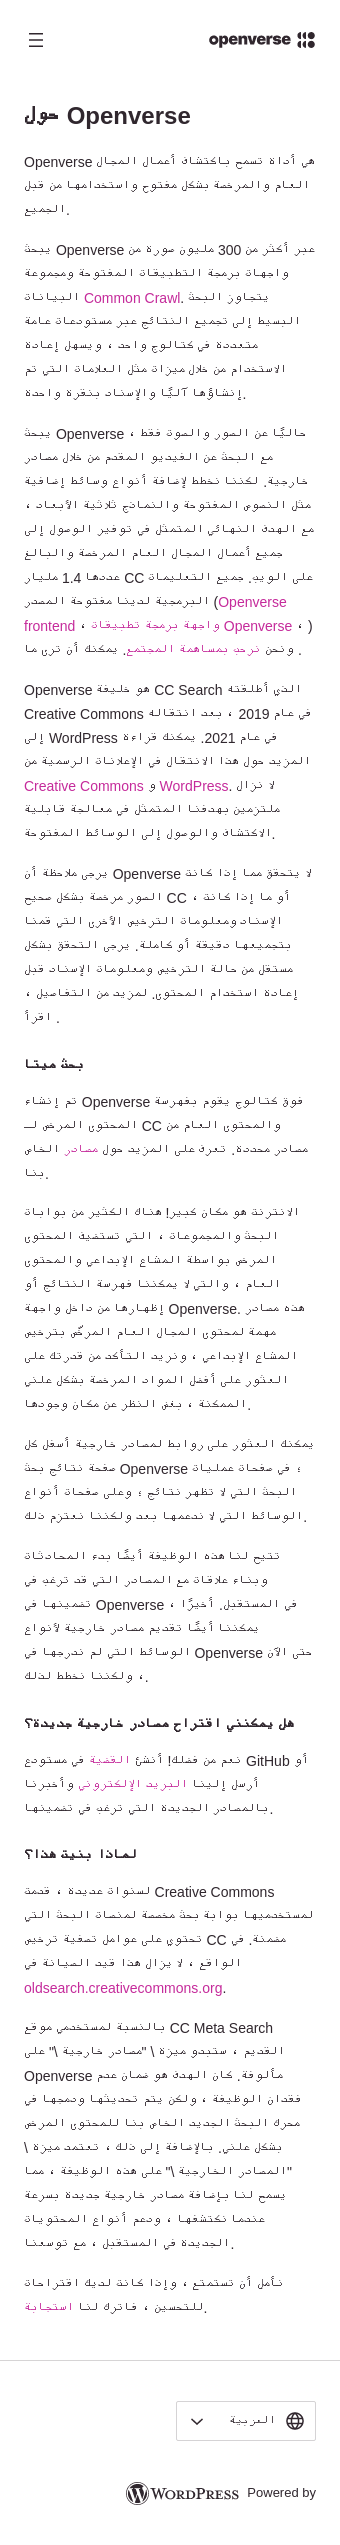 openverse
حول Openverse
Openverse هي أداة تسمح باكتشاف أعمال المجال
العام والمرخصة بشكل مفتوح واستخدامها من قبل
الجميع.
يبحث Openverse عبر أكثر من 300 مليون صورة من
واجهات برمجة التطبيقات المفتوحة ومجموعة
البيانات Common Crawl. يتجاوز البحث
البسيط إلى تجميع النتائج عبر مستودعات عامة
متعددة في كتالوج واحد ، ويسهل إعادة
الاستخدام من خلال ميزات مثل العلامات التي تم
إنشاؤها آليًا والإسناد بنقرة واحدة.
يبحث Openverse حاليًا عن الصور والصوت فقط ،
مع البحث عن الفيديو المقدم من خلال مصادر
خارجية. لكننا نخطط لإضافة أنواع وسائط إضافية
مثل النصوص المفتوحة والنماذج ثلاثية الأبعاد ،
مع الهدف النهائي المتمثل في توفير الوصول إلى
جميع أعمال المجال العام المرخصة والبالغ
عددها 1.4 مليار CC على الويب. جميع التعليمات
البرمجية لدينا مفتوحة المصدر (Openverse
frontend ، واجهة برمجة تطبيقات Openverse ، )
ونحن نرحب بمساهمة المجتمع. يمكنك أن ترى ما .
Openverse هو خليفة CC Search الذي أطلقته
Creative Commons في عام 2019 ، بعد انتقاله
إلى WordPress في عام 2021. يمكنك قراءة
المزيد حول هذا الانتقال في الإعلانات الرسمية من
Creative Commons و WordPress. لا نزال
ملتزمين بهدفنا المتمثل في معالجة قابلية
الاكتشاف والوصول إلى الوسائط المفتوحة.
يرجى ملاحظة أن Openverse لا يتحقق مما إذا كانت
الصور مرخصة بشكل صحيح CC ، أو ما إذا كانت
الإسناد ومعلومات الترخيص الأخرى التي قمنا
بتجميعها دقيقة أو كاملة. يرجى التحقق بشكل
مستقل من حالة الترخيص ومعلومات الإسناد قبل
إعادة استخدام المحتوى. لمزيد من التفاصيل ،
اقرأ .
بحث ميتا
تم إنشاء Openverse فوق كتالوج يقوم بفهرسة
المحتوى المرخص لـ CC والمحتوى العام من
مصادر محددة. تعرف على المزيد حول مصادر الخاص
بنا.
الانترنت هو مكان كبير! هناك الكثير من بوابات
البحث والمجموعات ، التي تستضيف المحتوى
المرخص بواسطة المشاع الإبداعي والمحتوى
العام ، والتي لا يمكننا فهرسة النتائج أو
إظهارها من داخل واجهة Openverse. هذه مصادر
مهمة لمحتوى المجال العام المرخّص بترخيص
المشاع الإبداعي ، ونريد التأكد من قدرتك على
العثور على أفضل المواد المرخصة بشكل علني
الممكنة ، بغض النظر عن مكان وجودها.
يمكنك العثور على روابط لمصادر خارجية أسفل كل
صفحة نتائج بحث Openverse ؛ في صفحات عمليات
البحث التي لا تظهر نتائج ؛ وعلى صفحات أنواع
الوسائط التي لا ندعمها بعد ولكننا نعتزم ذلك.
تتيح لنا هذه الوظيفة أيضًا بدء المحادثات
وبناء علاقات مع المصادر التي قد ترغب في
تضمينها في Openverse في المستقبل. أخيرًا ،
يمكننا أيضًا تقديم مصادر خارجية لأنواع
الوسائط التي لم ندرجها في Openverse حتى الآن
، ولكننا نخطط لذلك.
هل يمكنني اقتراح مصادر خارجية جديدة؟
نعم من فضلك! أنشئ القضية في مستودع GitHub أو
أرسل إلينا البريد الإلكتروني وأخبرنا
بالمصادر الجديدة التي ترغب في تضمينها.
لماذا بنيت هذا؟
لسنوات عديدة ، قدمت Creative Commons
لمستخدميها بوابة بحث مخصصة لمنصات البحث التي
تحتوي على عوامل تصفية ترخيص CC مضمنة. في
الواقع ، لا يزال هذا قيد الصيانة في
oldsearch.creativecommons.org.
بالنسبة لمستخدمي موقع CC Meta Search
القديم ، ستبدو ميزة \ "مصادر خارجية \" على
Openverse مألوفة. كان الهدف هو ضمان عدم
فقدان الوظيفة ، ولكن يتم تحديثها ودمجها في
محرك البحث الجديد الخاص بنا للمحتوى المرخص
بشكل علني. بالإضافة إلى ذلك ، تعتمد ميزة \
"المصادر الخارجية \" على هذه الوظيفة ، مما
يسمح لنا بإضافة مصادر خارجية جديدة بسرعة
عندما نكتشفها ، ودعم أنواع المحتويات
الجديدة في المستقبل ، مع توسعنا.
نأمل أن تستمتع ، وإذا كانت لديك اقتراحات
للتحسين ، فاترك لنا استجابة.
العربية
Powered by WORDPRESS